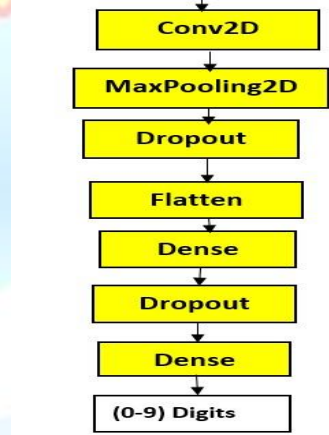 Conv2D
MaxPooling2D
Dropout
Flatten
Dense
Dropout
Dense
(0-9) Digits